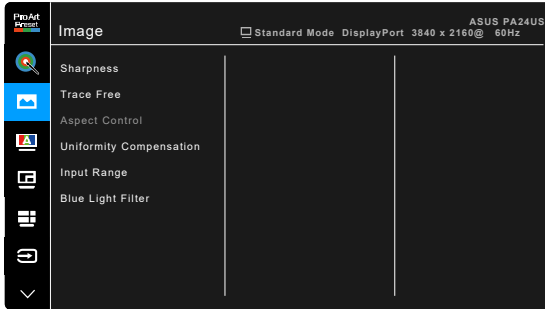 ProArt
Preset
Image
Standard Mode DisplayPort 3840 x 2160@ 60Hz
ASUS PA24US
Sharpness
Trace Free
Aspect Control
Uniformity Compensation
Input Range
Blue Light Filter
A